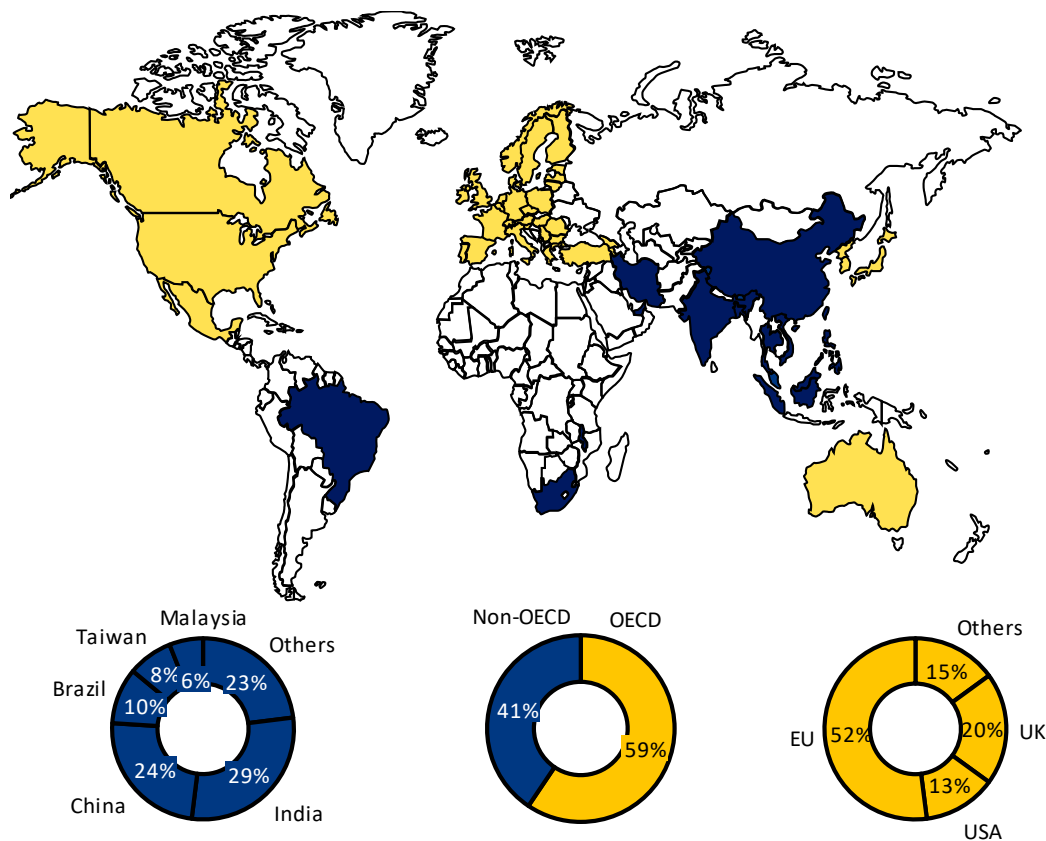 Malaysia
Taiwan
Others
Brazil
8%
6%
23%
10%
24%
29%
China
India
Non-OECD
OECD
41%
59%
Others
15%
EU
52%
20%
UK
13%
USA